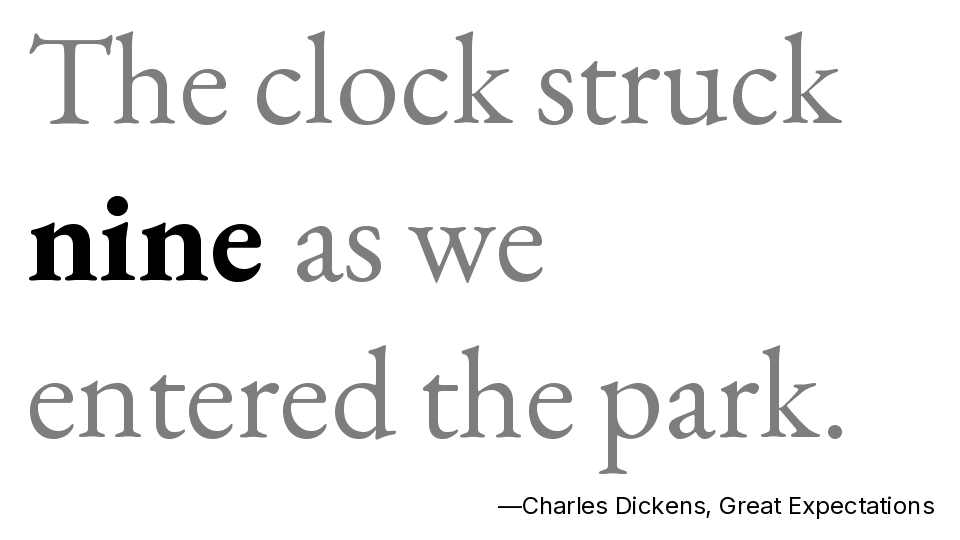 The clock struck
nine as we
entered the park.
—Charles Dickens, Great Expectations